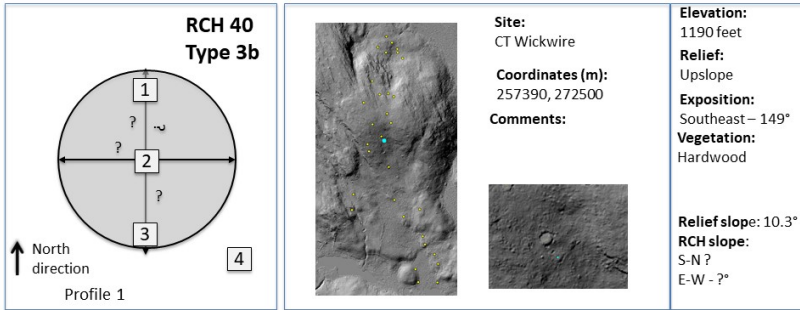 RCH 40
Type 3b
1
?
?
?
2
?
3
North
direction
4
Profile 1
Site:
CT Wickwire
Coordinates (m):
257390, 272500
Comments:
Elevation:
1190 feet
Relief:
Upslope
Exposition:
Southeast – 149°
Vegetation:
Hardwood
Relief slope: 10.3°
RCH slope:
S-N ?
E-W - ?°